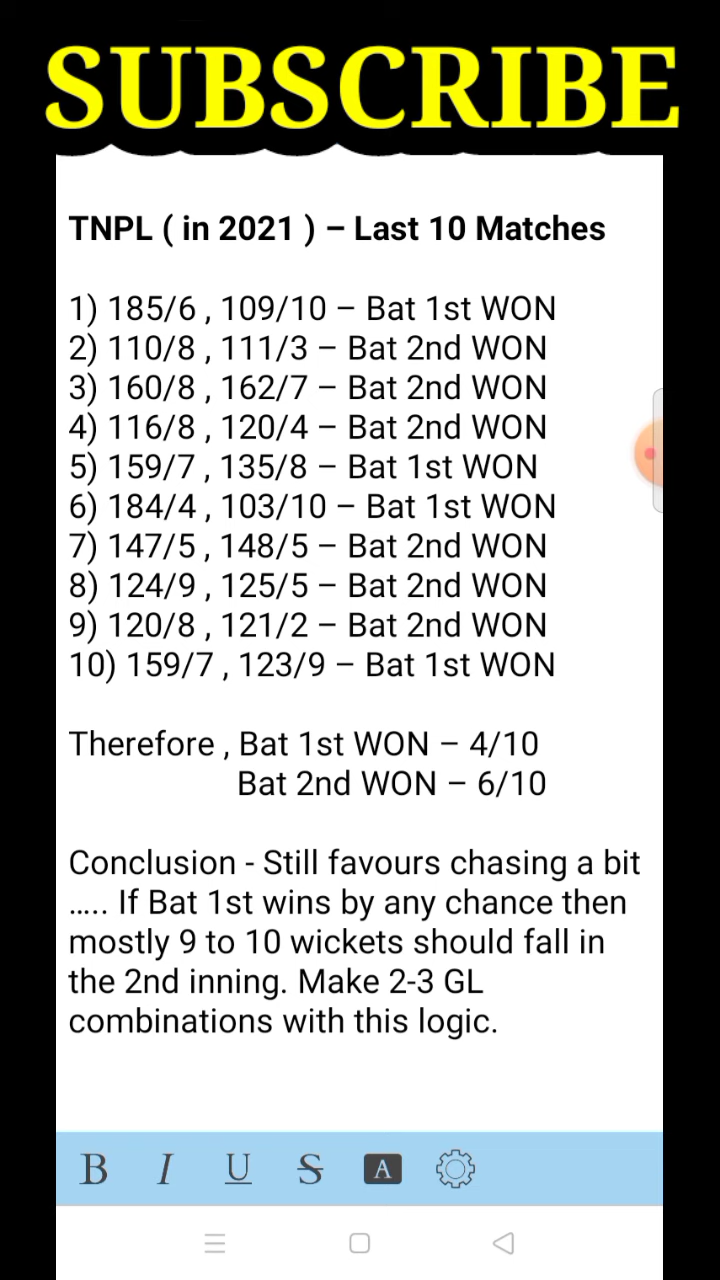 SUBSCRIBE
TNPL ( in 2021 ) – Last 10 Matches
1) 185/6 , 109/10 – Bat 1st WON
2) 110/8 , 111/3 – Bat 2nd WON
3) 160/8 , 162/7 – Bat 2nd WON
4) 116/8 , 120/4 – Bat 2nd WON
5) 159/7 , 135/8 – Bat 1st WON
6) 184/4 , 103/10 – Bat 1st WON
7) 147/5 , 148/5 – Bat 2nd WON
8) 124/9 , 125/5 – Bat 2nd WON
9) 120/8 , 121/2 – Bat 2nd WON
10) 159/7 , 123/9 – Bat 1st WON
Therefore , Bat 1st WON – 4/10
Bat 2nd WON – 6/10
Conclusion - Still favours chasing a bit
..... If Bat 1st wins by any chance then
mostly 9 to 10 wickets should fall in
the 2nd inning. Make 2-3 GL
combinations with this logic.
B I U S A